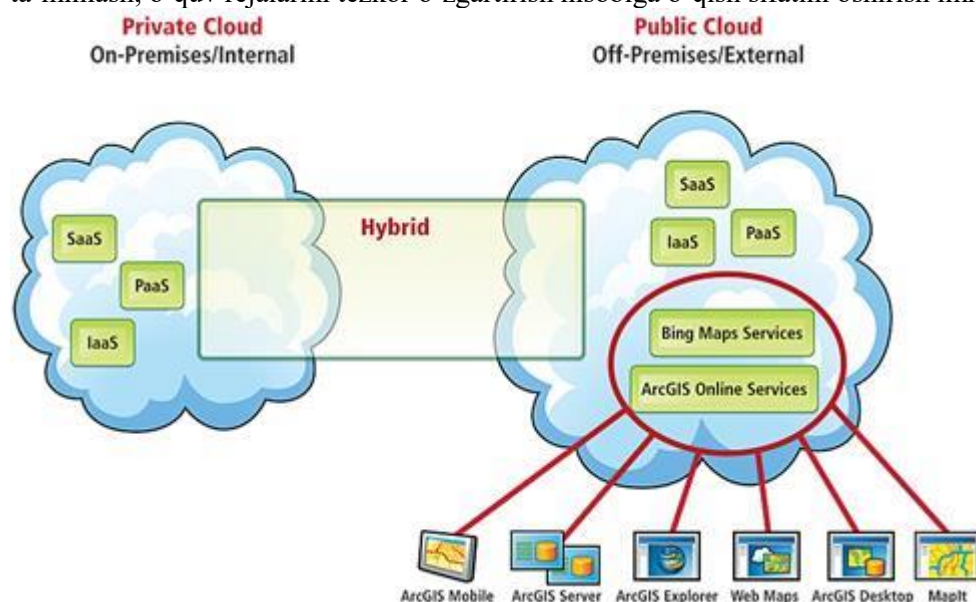 Private Cloud
On-Premises/Internal
Public Cloud
Off-Premises/External
SaaS
PaaS
IaaS
Hybrid
SaaS
IaaS
PaaS
Bing Maps Services
ArcGIS Online Services
ArcGIS Mobile
ArcGIS Server
ArcGIS Explorer
Web Maps
ArcGIS Desktop
MapIt